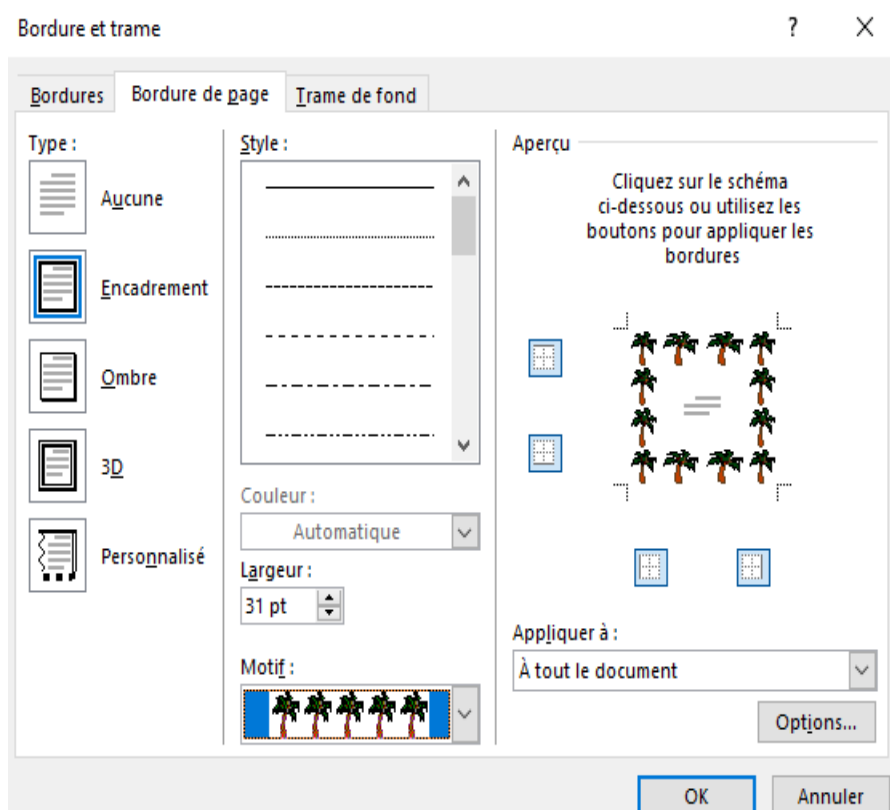 Bordure et trame
?
Bordures
Bordure de page
Trame de fond
Type :
Aucune
Encadrement
Ombre
3D
Personnalisé
Style :
Couleur :
Automatique
Largeur :
31 pt
Motif :
Aperçu
Cliquez sur le schéma
ci-dessous ou utilisez les
boutons pour appliquer les
bordures
Appliquer à :
À tout le document
Options...
OK
Annuler